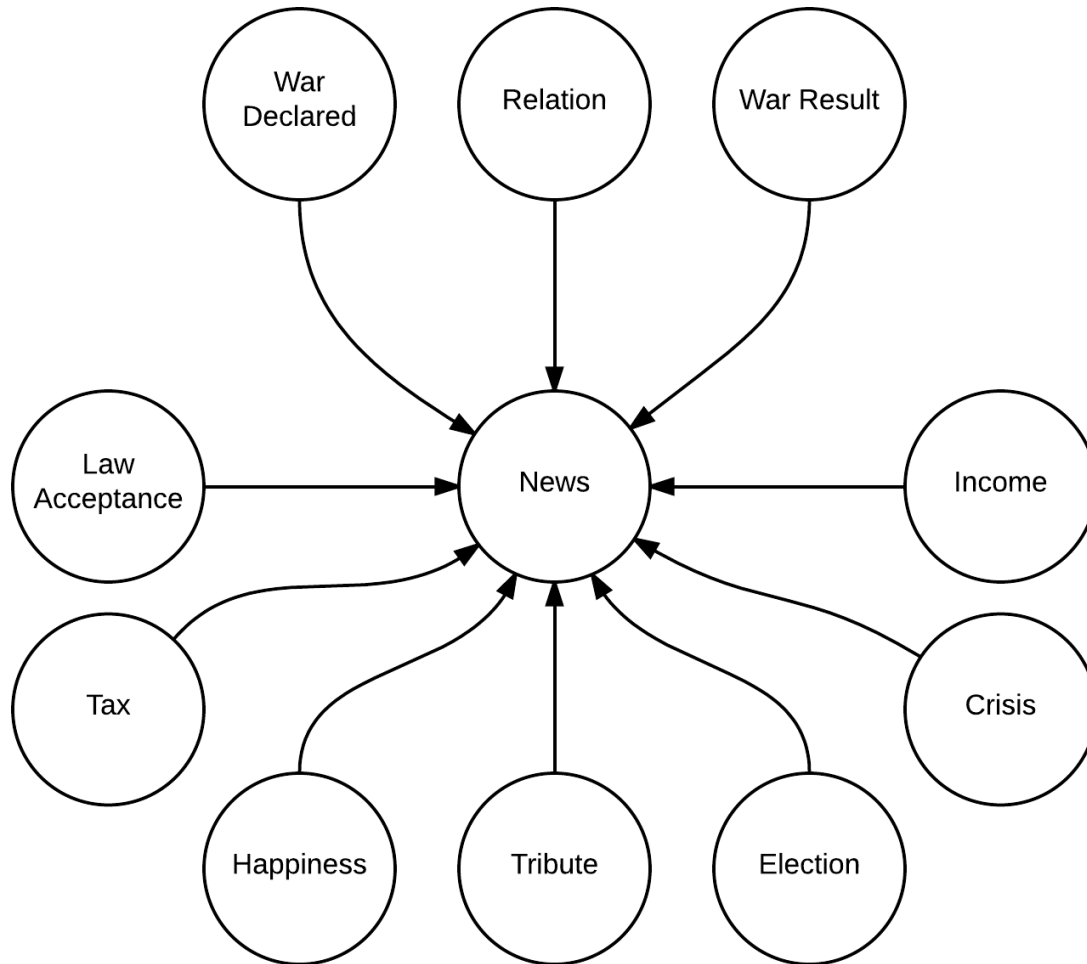 War
Declared
Relation
War Result
Law
Acceptance
News
Income
Tax
Crisis
Happiness
Tribute
Election